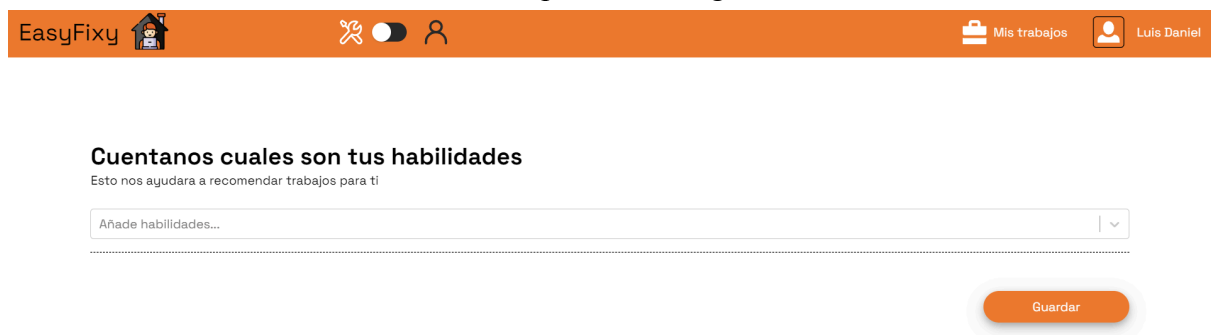 EasyFixy
Mis trabajos
Luis Daniel
Cuentanos cuales son tus habilidades
Esto nos ayudara a recomendar trabajos para ti
Añade habilidades...
Guardar